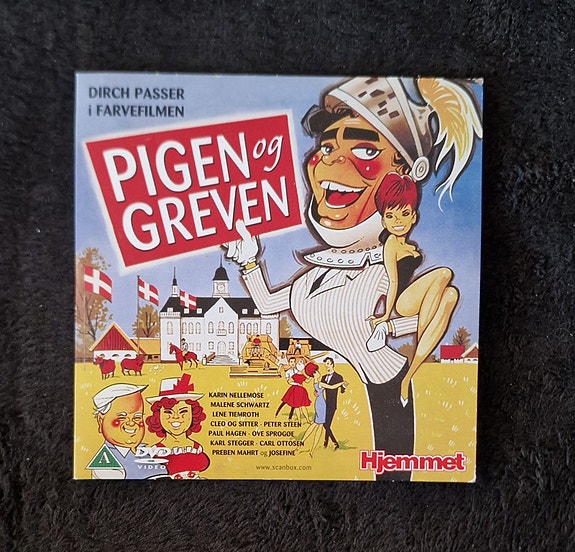 DIRCH PASSER
i FARVEFILMEN
PIGEN og
GREVEN
KARIN NELLEMOSE
MALENE SCHWARTZ
LENE TIEMROTH
CLEO OG SITTER · PETER STEEN
PAUL HAGEN · OVE SPROGOE
KARL STEGGER · CARL OTTOSEN
PREBEN MAHRT og JOSEFINE
A
DVD
VIDEO
www.scanbox.com
Hjemmet